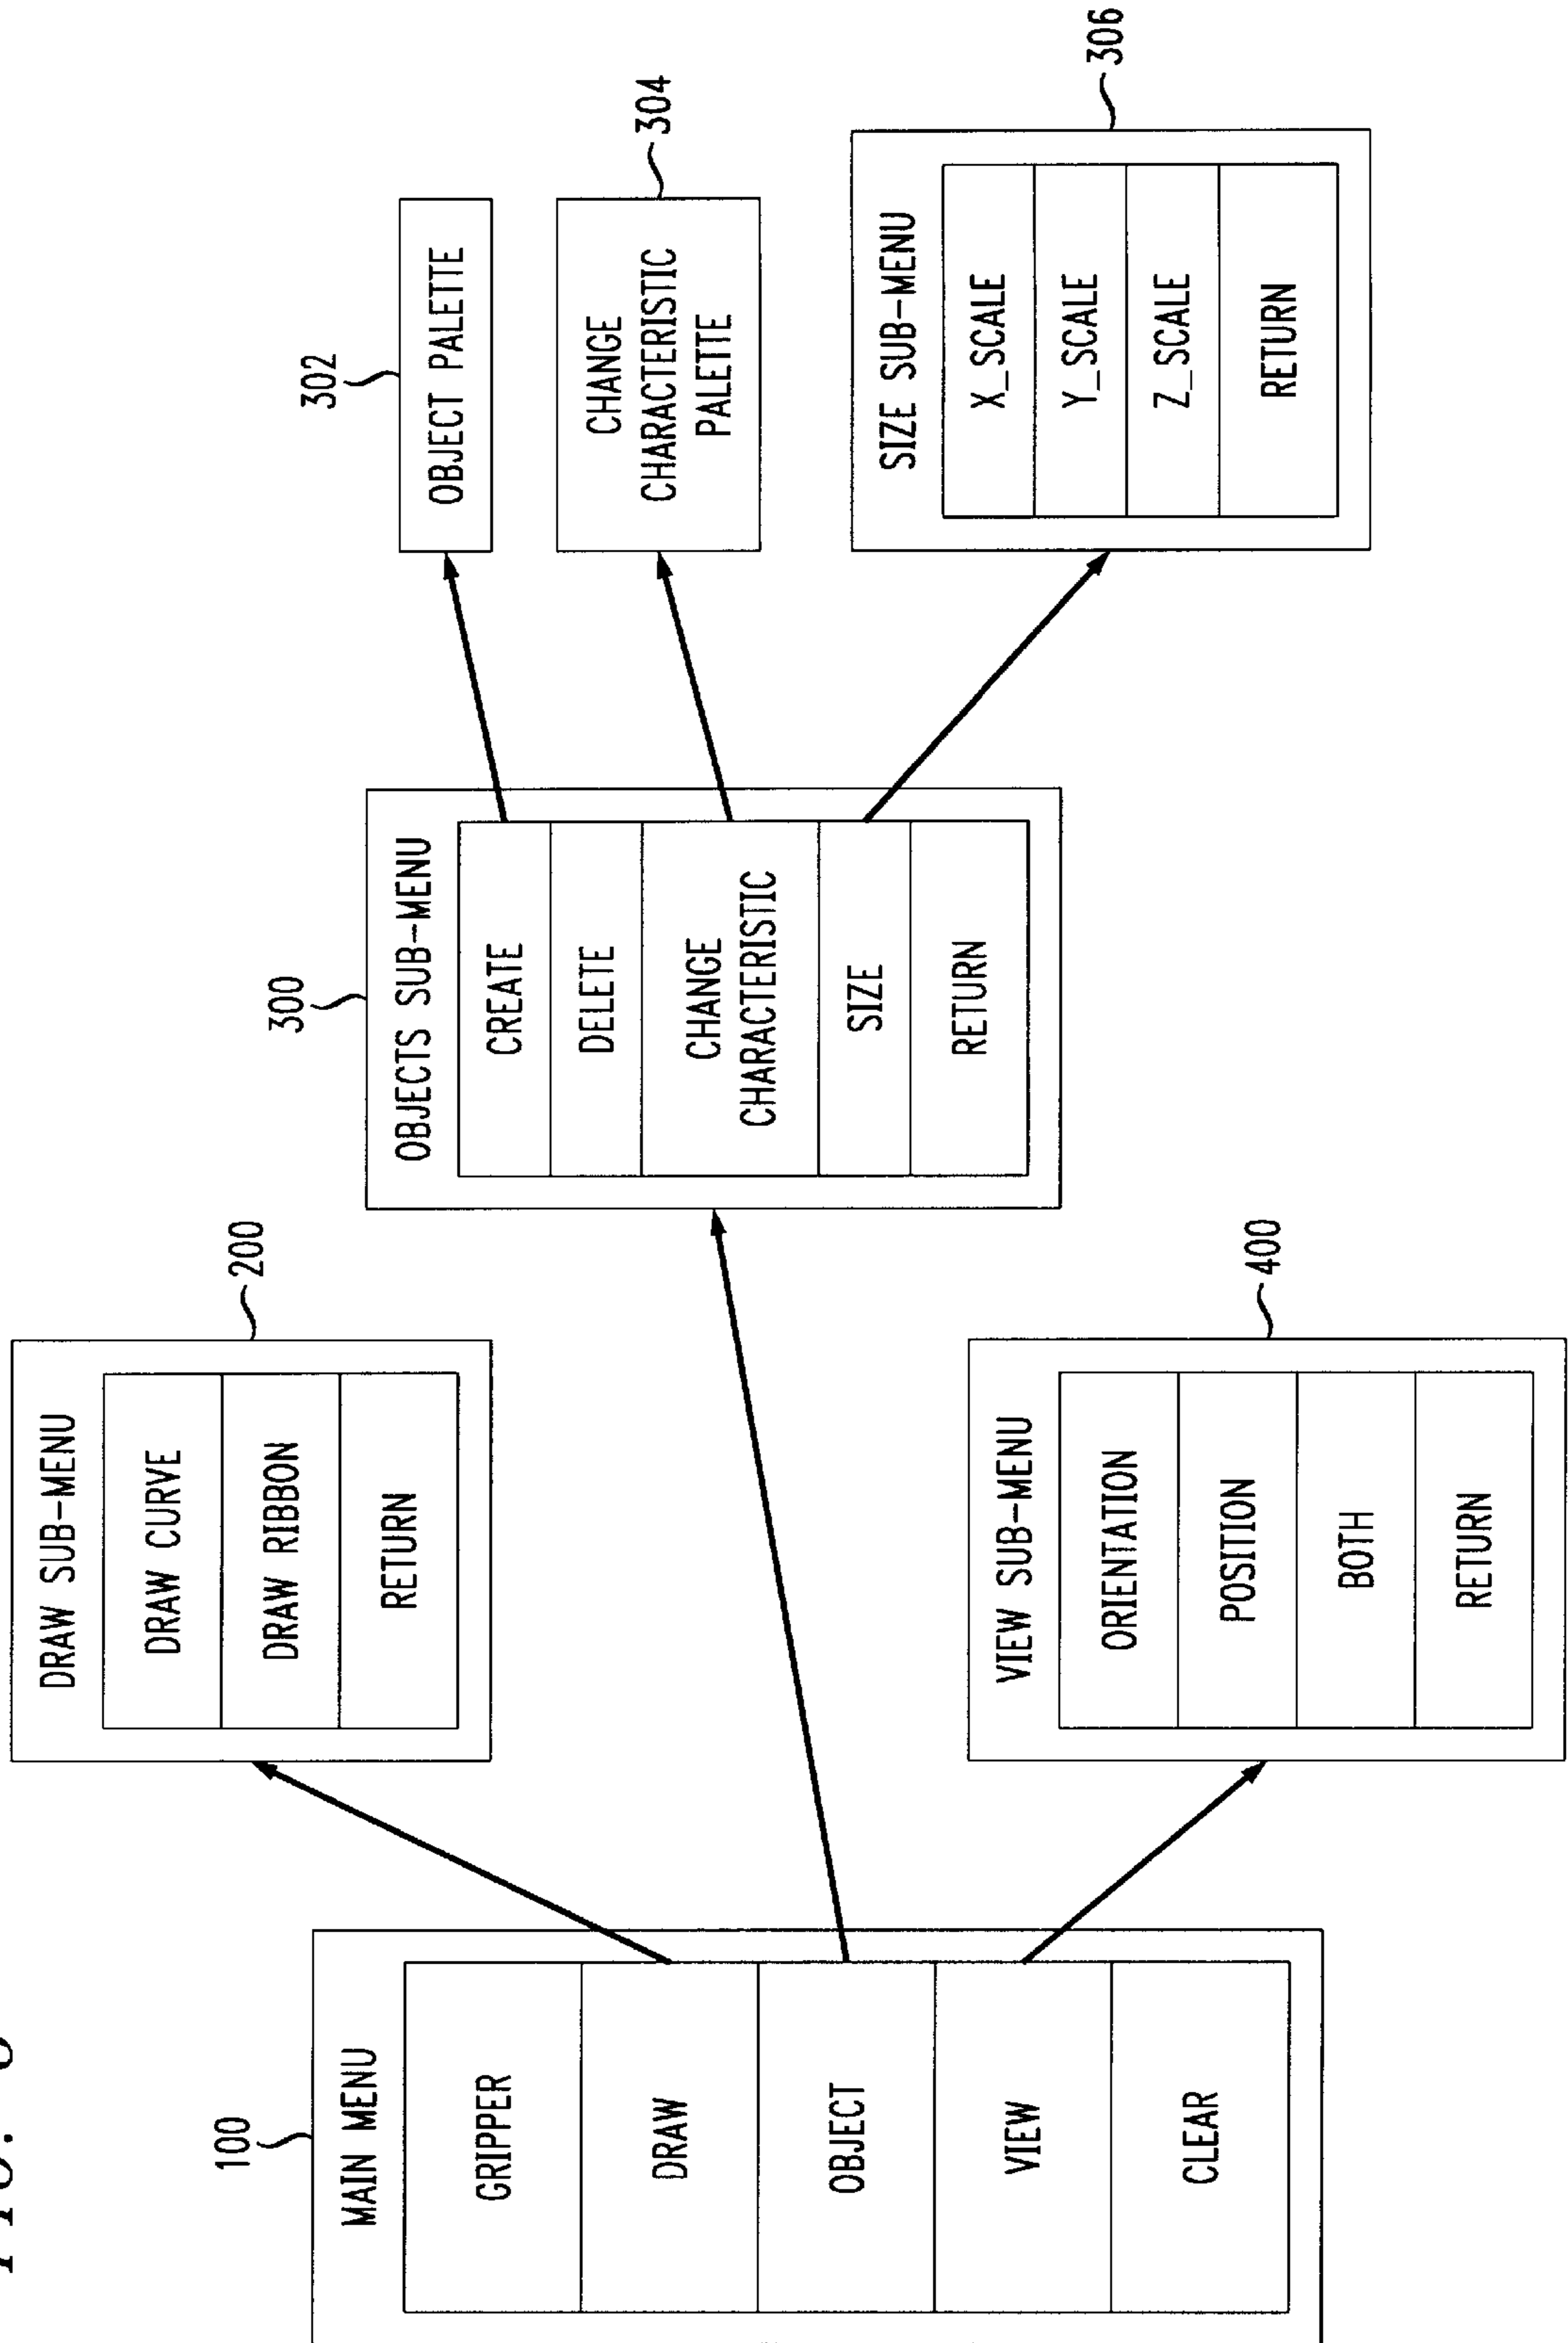 FIG.
100
MAIN MENU
GRIPPER
DRAW
OBJECT
VIEW
CLEAR
200
DRAW SUB-MENU
DRAW CURVE
DRAW RIBBON
RETURN
400
VIEW SUB-MENU
ORIENTATION
POSITION
BOTH
RETURN
300
OBJECTS SUB-MENU
CREATE
DELETE
CHANGE
CHARACTERISTIC
SIZE
RETURN
302
OBJECT PALETTE
304
CHANGE
CHARACTERISTIC
PALETTE
306
SIZE SUB-MENU
X_SCALE
Y_SCALE
Z_SCALE
RETURN